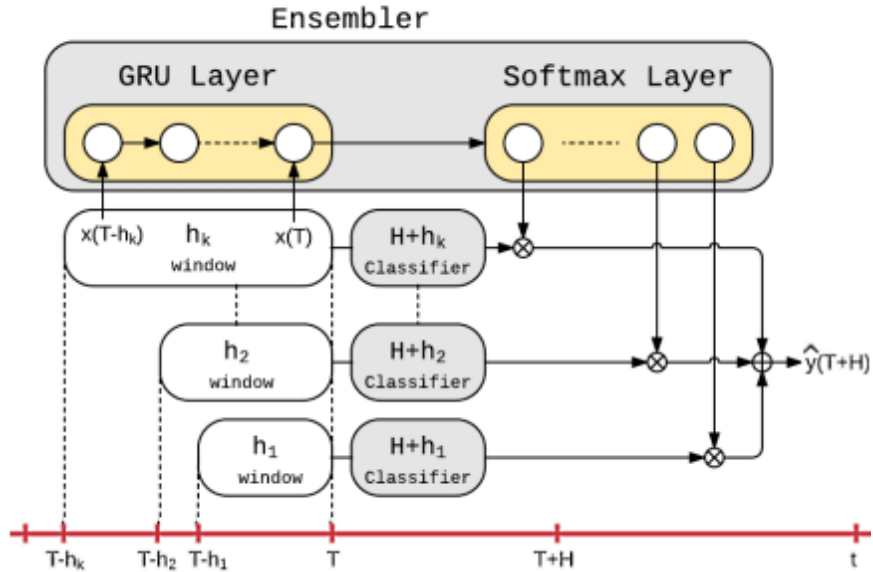 Ensembler
GRU Layer
Softmax Layer
x(T-hₖ)
hₖ
x(T)
window
H+hₖ
Classifier
h₂
window
H+h₂
Classifier
ŷ(T+H)
h₁
window
H+h₁
Classifier
T-hₖ T-h₂ T-h₁ T T+H t